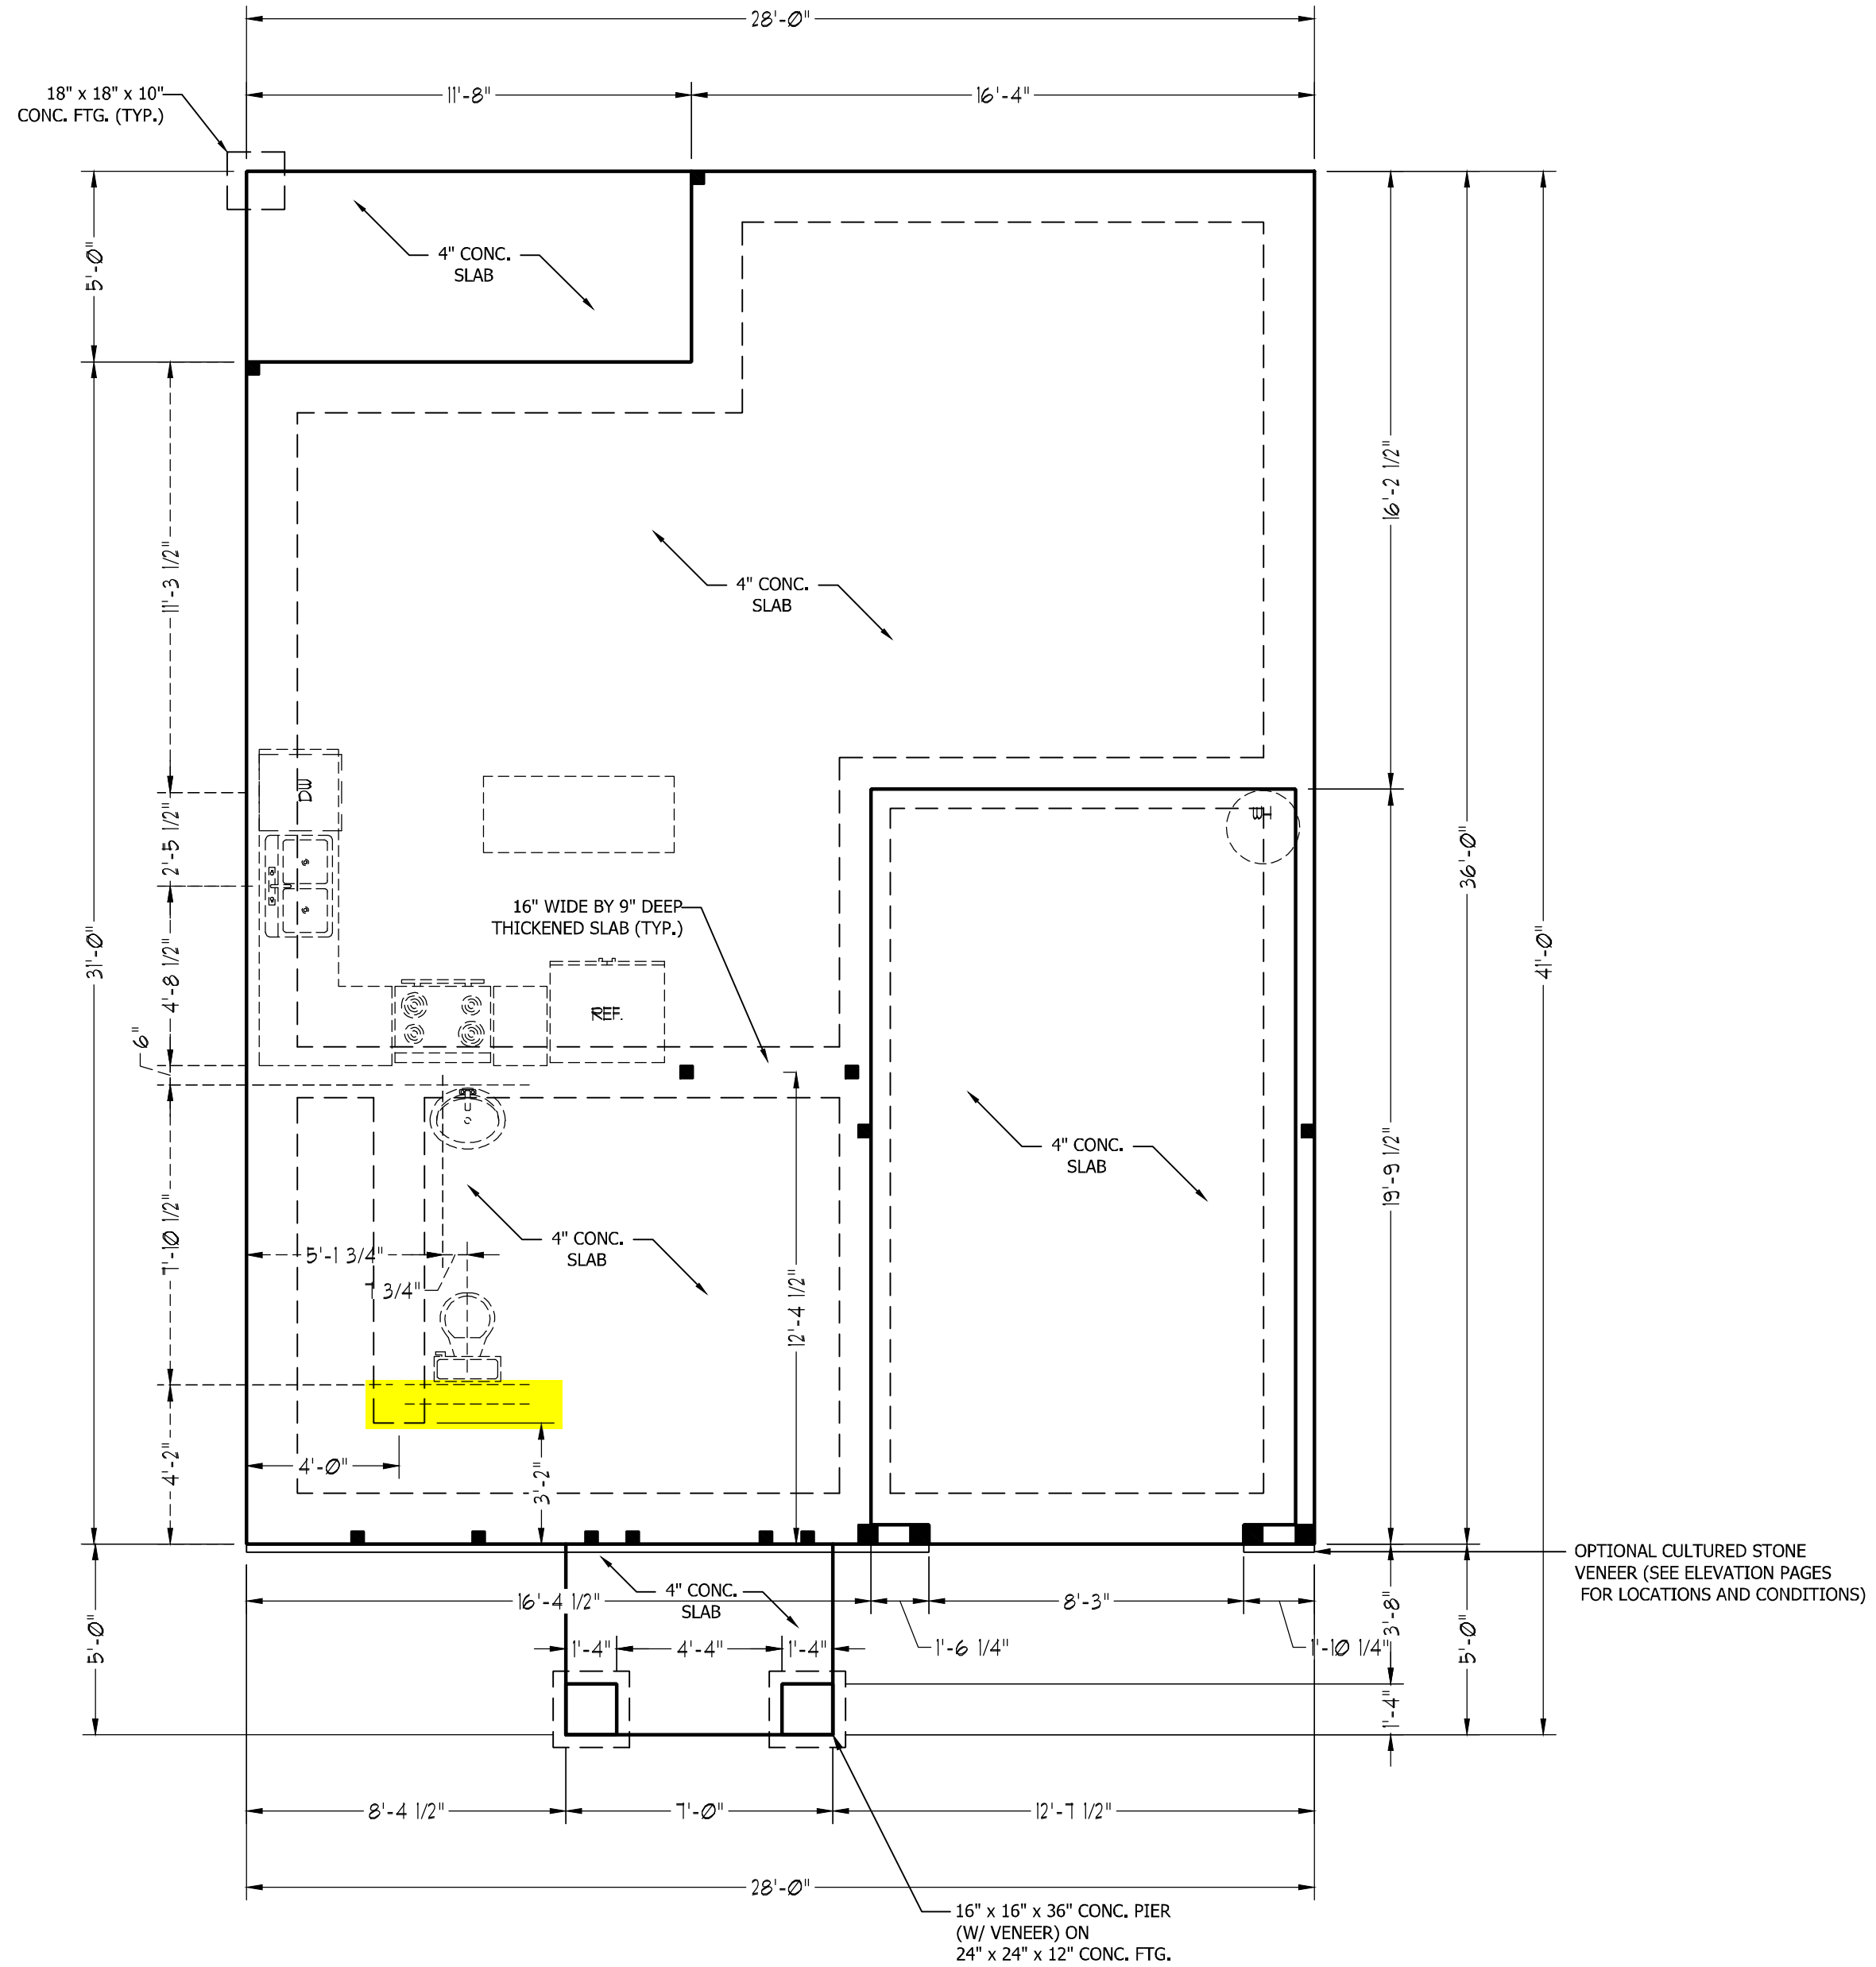 28'-0"
11'-8"
16'-4"
18" x 18" x 10"
CONC. FTG. (TYP.)
4" CONC.
SLAB
5'-0"
11'-3 1/2"
16'-2 1/2"
4" CONC.
SLAB
DW
2'-5 1/2"
36'-0"
16" WIDE BY 9" DEEP
THICKENED SLAB (TYP.)
31'-0"
4'-8 1/2"
41'-0"
REF.
6"
4" CONC.
SLAB
19'-9 1/2"
7'-10 1/2"
4" CONC.
SLAB
5'-1 3/4"
7 3/4"
12'-4 1/2"
4'-2"
4'-0"
3'-2"
OPTIONAL CULTURED STONE
VENEER (SEE ELEVATION PAGES
FOR LOCATIONS AND CONDITIONS)
4" CONC.
SLAB
16'-4 1/2"
8'-3"
3'-8"
5'-0"
1'-4"
4'-4"
1'-4"
1'-6 1/4"
1'-10 1/4"
5'-0"
1'-4"
8'-4 1/2"
7'-0"
12'-7 1/2"
28'-0"
16" x 16" x 36" CONC. PIER
(W/ VENEER) ON
24" x 24" x 12" CONC. FTG.